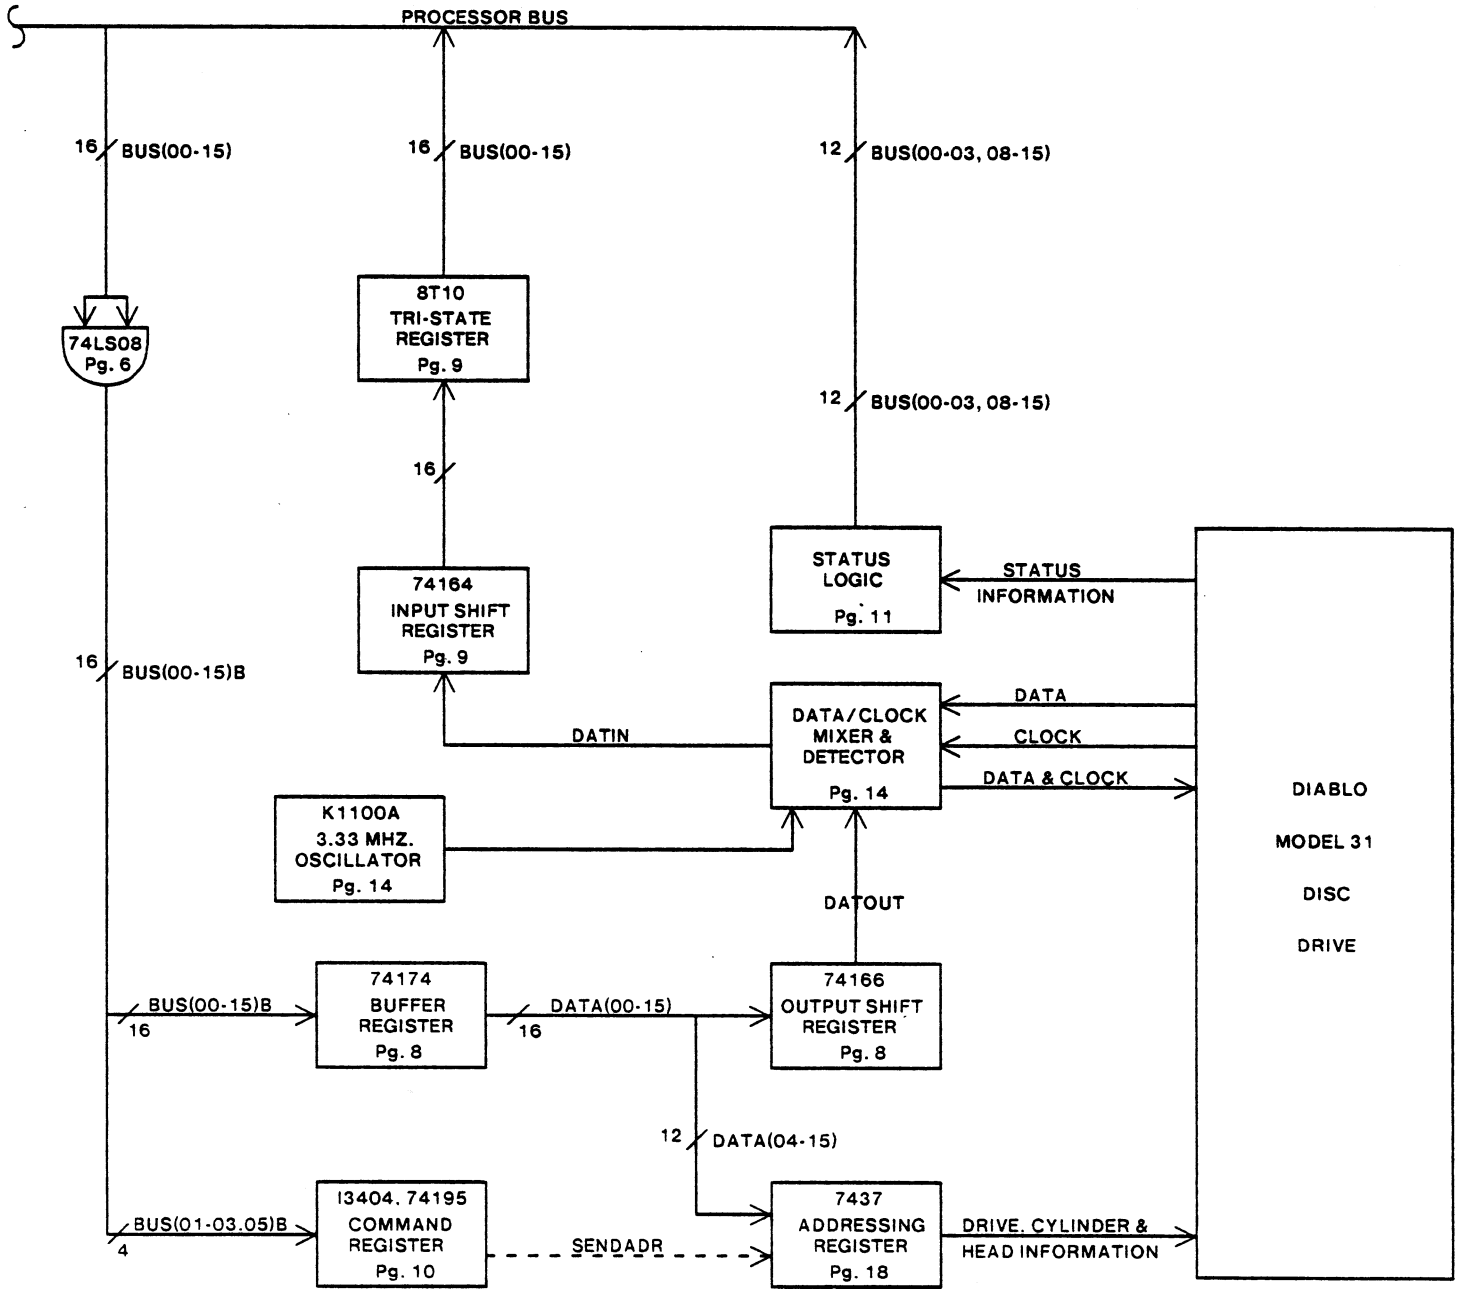 PROCESSOR BUS
16 BUS(00-15)
16 BUS(00-15)
12 BUS(00-03, 08-15)
8T10
TRI-STATE
REGISTER
Pg. 9
74LS08
Pg. 6
12 BUS(00-03, 08-15)
16
STATUS
LOGIC
Pg. 11
STATUS
INFORMATION
74164
INPUT SHIFT
REGISTER
Pg. 9
16 BUS(00-15)B
DATIN
DATA/CLOCK
MIXER &
DETECTOR
Pg. 14
DATA
CLOCK
DATA & CLOCK
DIABLO
MODEL 31
DISC
DRIVE
K1100A
3.33 MHZ.
OSCILLATOR
Pg. 14
DATOUT
BUS(00-15)B
16
74174
BUFFER
REGISTER
Pg. 8
DATA(00-15)
16
74166
OUTPUT SHIFT
REGISTER
Pg. 8
12 DATA(04-15)
BUS(01-03.05)B
4
I3404. 74195
COMMAND
REGISTER
Pg. 10
SENDADR
7437
ADDRESSING
REGISTER
Pg. 18
DRIVE. CYLINDER &
HEAD INFORMATION